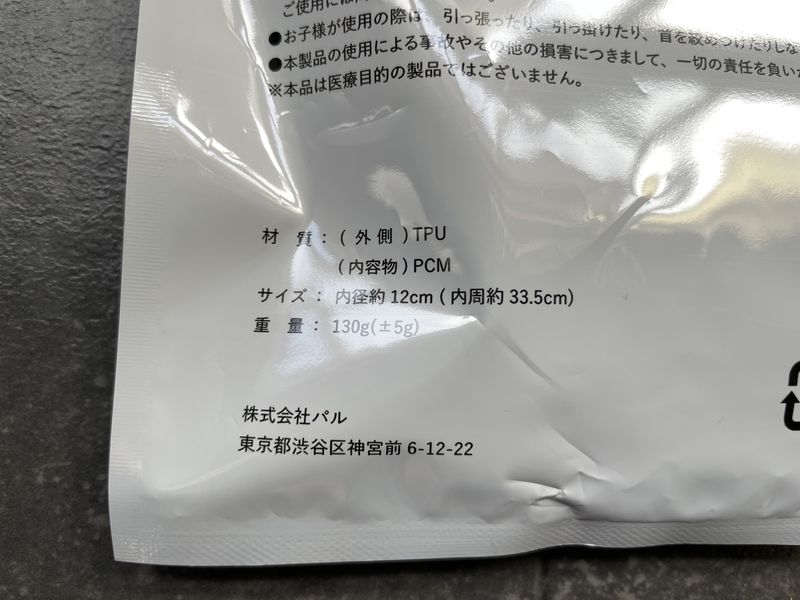 ご使用には
●お子様が使用の際は、引っ張ったり、引っ掛けたり、首を絞めつけたりしな
●本製品の使用による事故やその他の損害につきまして、一切の責任を負い
※本品は医療目的の製品ではございません。
材 質：( 外 側 ) TPU
(内容物) PCM
サイズ： 内径約 12cm ( 内周約 33.5cm)
重 量： 130g(±5g)
株式会社パル
東京都渋谷区神宮前 6-12-22